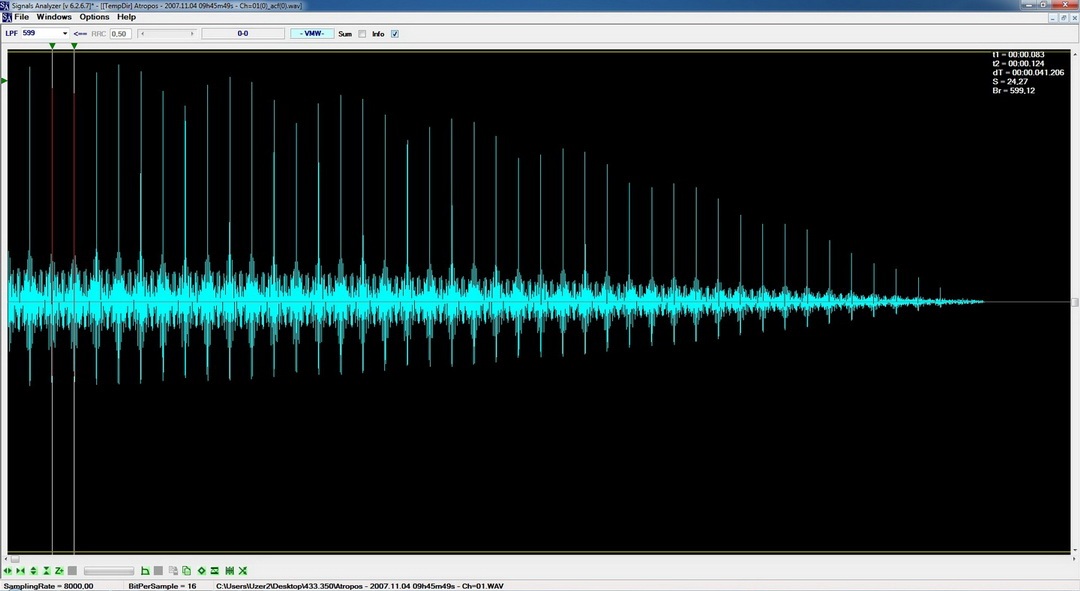 Signals Analyzer [v 6.2.6.7]* - [[TempDir] Atropos - 2007.11.04 09h45m49s - Ch=01(0)_acf(0).wav]
File Windows Options Help
LPF 599 <== RRC 0,50 0-0 - VMW- Sum Info
t1 = 00:00.083
t2 = 00:00.124
dT = 00:00.041.206
S = 24,27
Br = 599,12
SamplingRate = 8000,00 BitPerSample = 16 C:\Users\Uzer2\Desktop\433.350\Atropos - 2007.11.04 09h45m49s - Ch=01.WAV